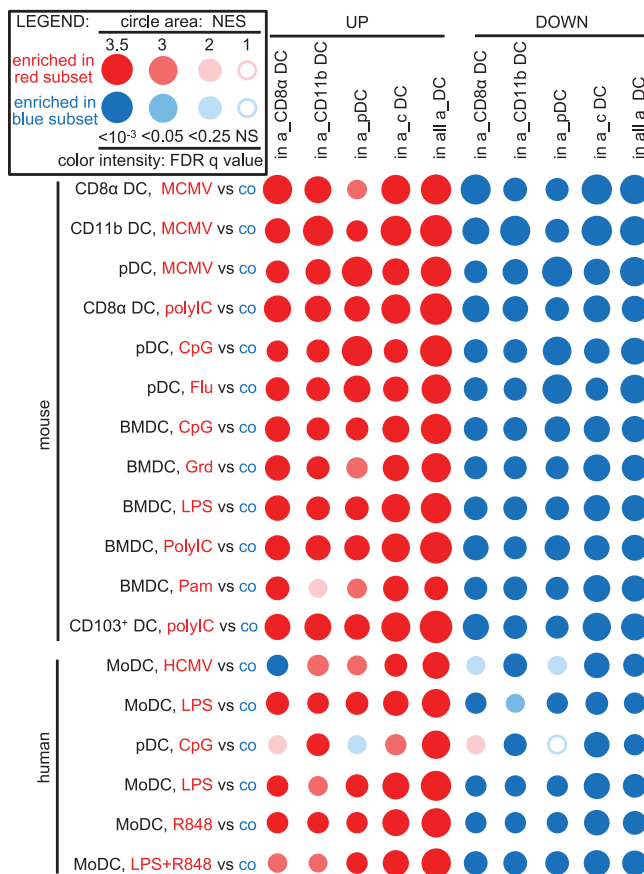 LEGEND: circle area: NES
3.5 3 2 1
enriched in
red subset
enriched in
blue subset
<10⁻³ <0.05 <0.25 NS
color intensity: FDR q value
UP DOWN
in a_CD8α DC
in a_CD11b DC
in a_pDC
in a_c DC
in all a_DC
in a_CD8α DC
in a_CD11b DC
in a_pDC
in a_c DC
in all a_DC
mouse
CD8α DC, MCMV vs co
CD11b DC, MCMV vs co
pDC, MCMV vs co
CD8α DC, polyIC vs co
pDC, CpG vs co
pDC, Flu vs co
BMDC, CpG vs co
BMDC, Grd vs co
BMDC, LPS vs co
BMDC, PolyIC vs co
BMDC, Pam vs co
CD103⁺ DC, polyIC vs co
human
MoDC, HCMV vs co
MoDC, LPS vs co
pDC, CpG vs co
MoDC, LPS vs co
MoDC, R848 vs co
MoDC, LPS+R848 vs co